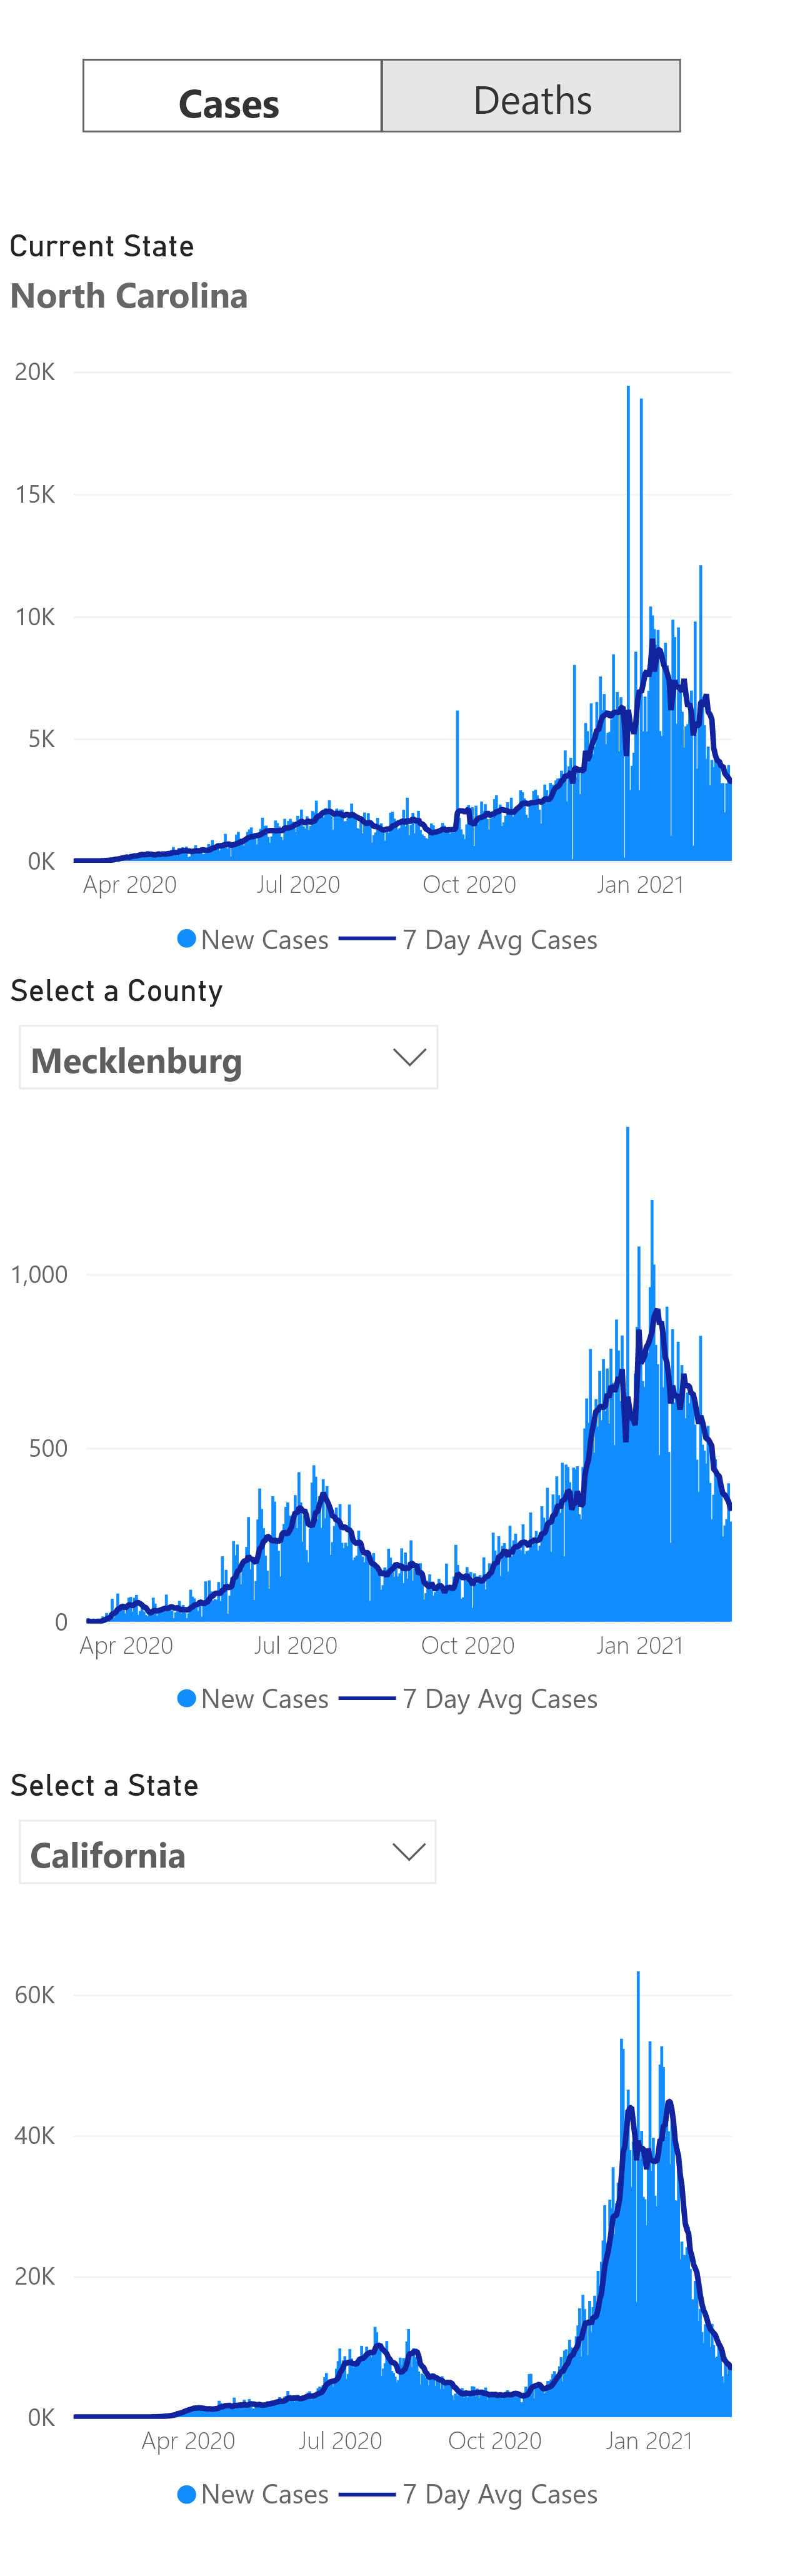 Cases Deaths
Current State
North Carolina
20K
15K
10K
5K
0K
Apr 2020 Jul 2020 Oct 2020 Jan 2021
New Cases 7 Day Avg Cases
Select a County
Mecklenburg
1,000
500
0
Apr 2020 Jul 2020 Oct 2020 Jan 2021
New Cases 7 Day Avg Cases
Select a State
California
60K
40K
20K
0K
Apr 2020 Jul 2020 Oct 2020 Jan 2021
New Cases 7 Day Avg Cases